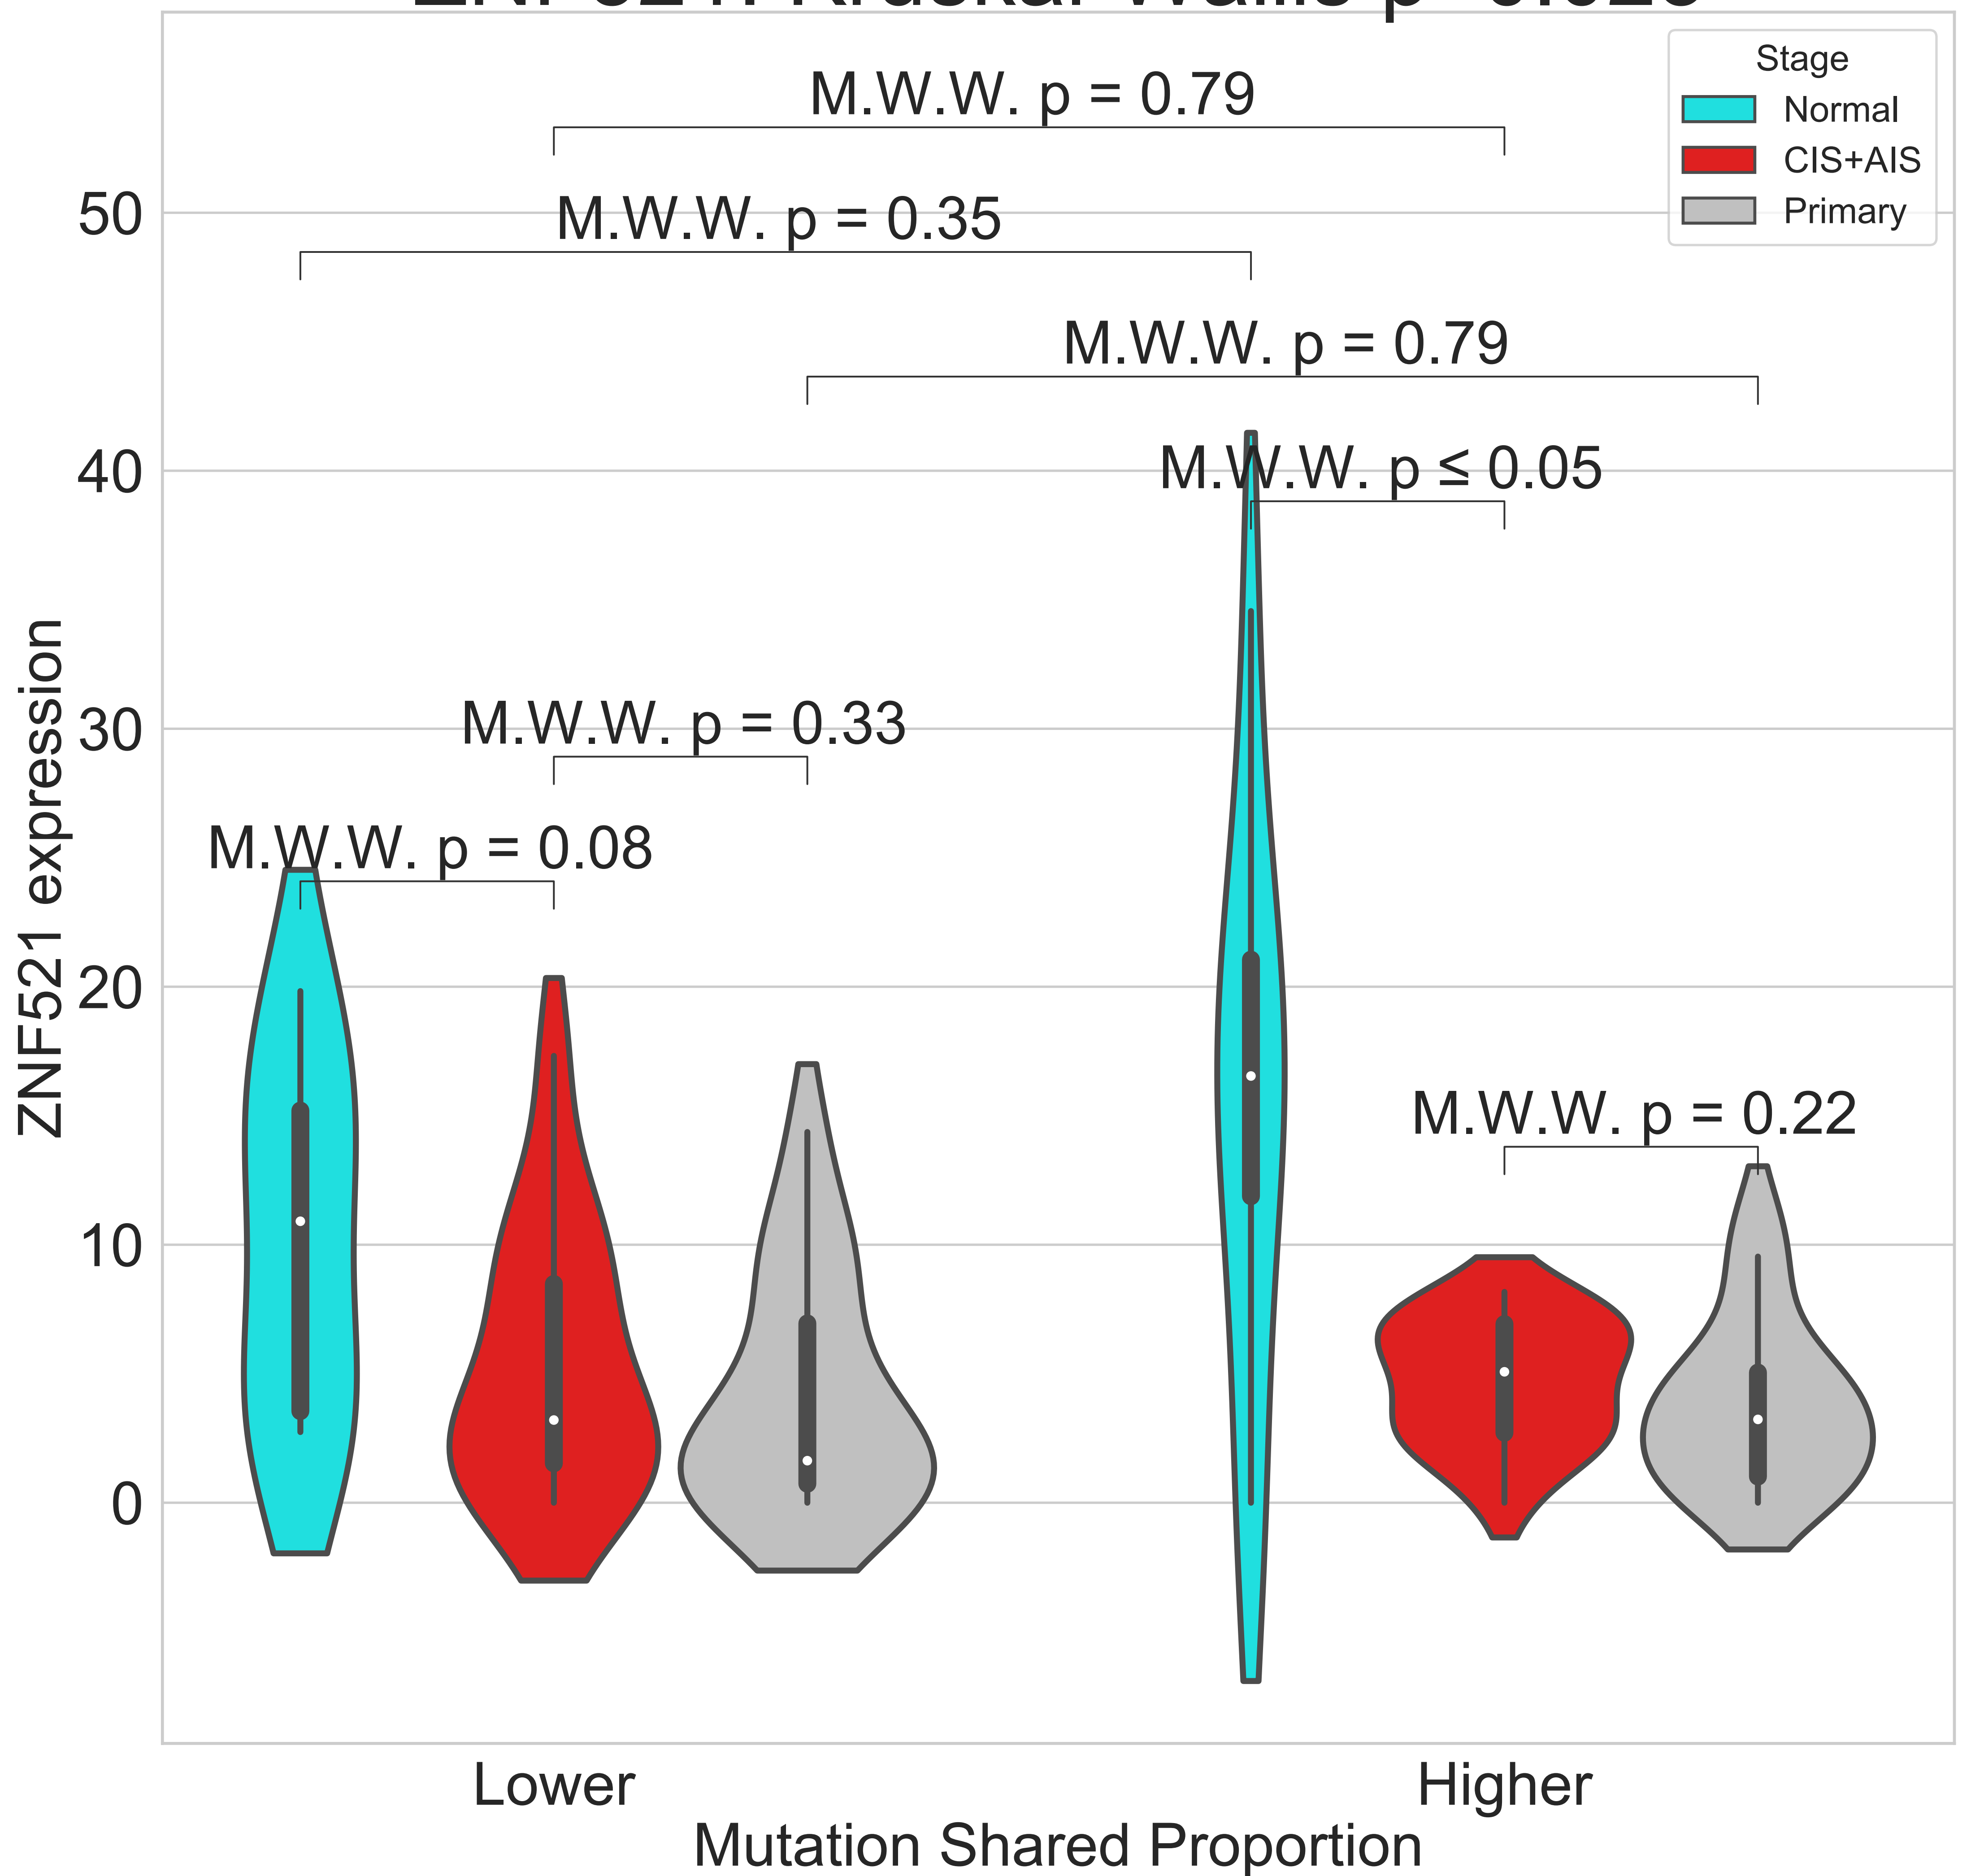 Stage
Normal
CIS+AIS
Primary
M.W.W. p = 0.79
M.W.W. p = 0.35
M.W.W. p = 0.79
M.W.W. p ≤ 0.05
M.W.W. p = 0.33
M.W.W. p = 0.08
M.W.W. p = 0.22
50
40
30
20
10
0
ZNF521 expression
Lower
Higher
Mutation Shared Proportion